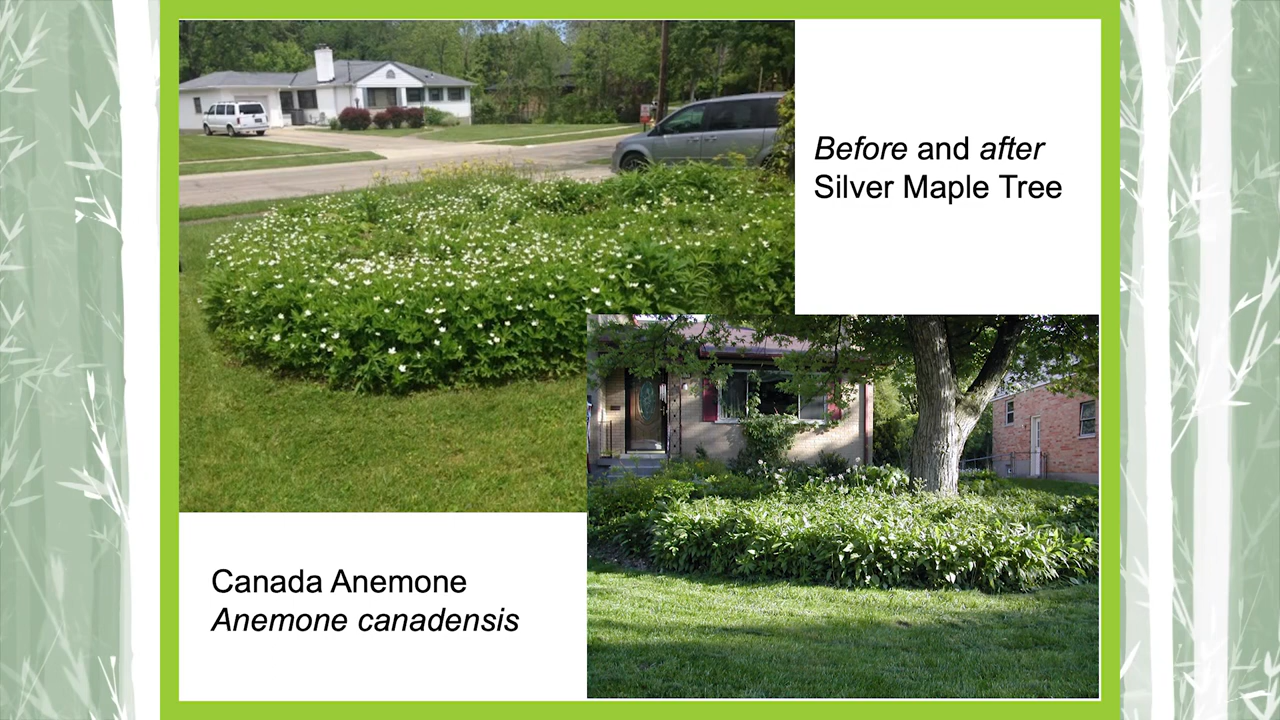 Before and after
Silver Maple Tree
Canada Anemone
Anemone canadensis